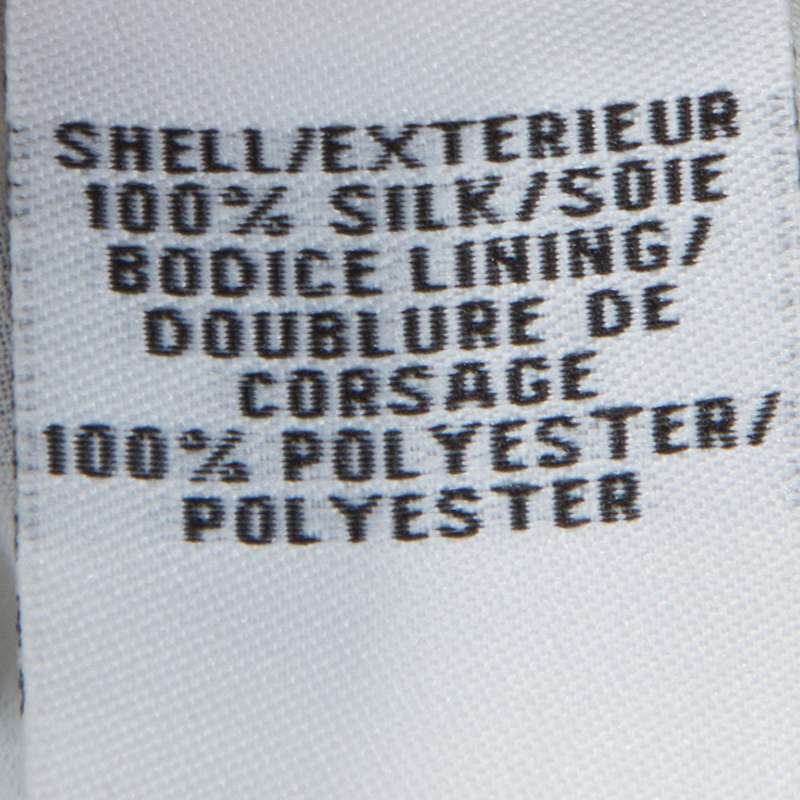 SHELL/EXTERIEUR
100% SILK/SOIE
BODICE LINING/
DOUBLURE DE
CORSAGE
100% POLYESTER/
POLYESTER